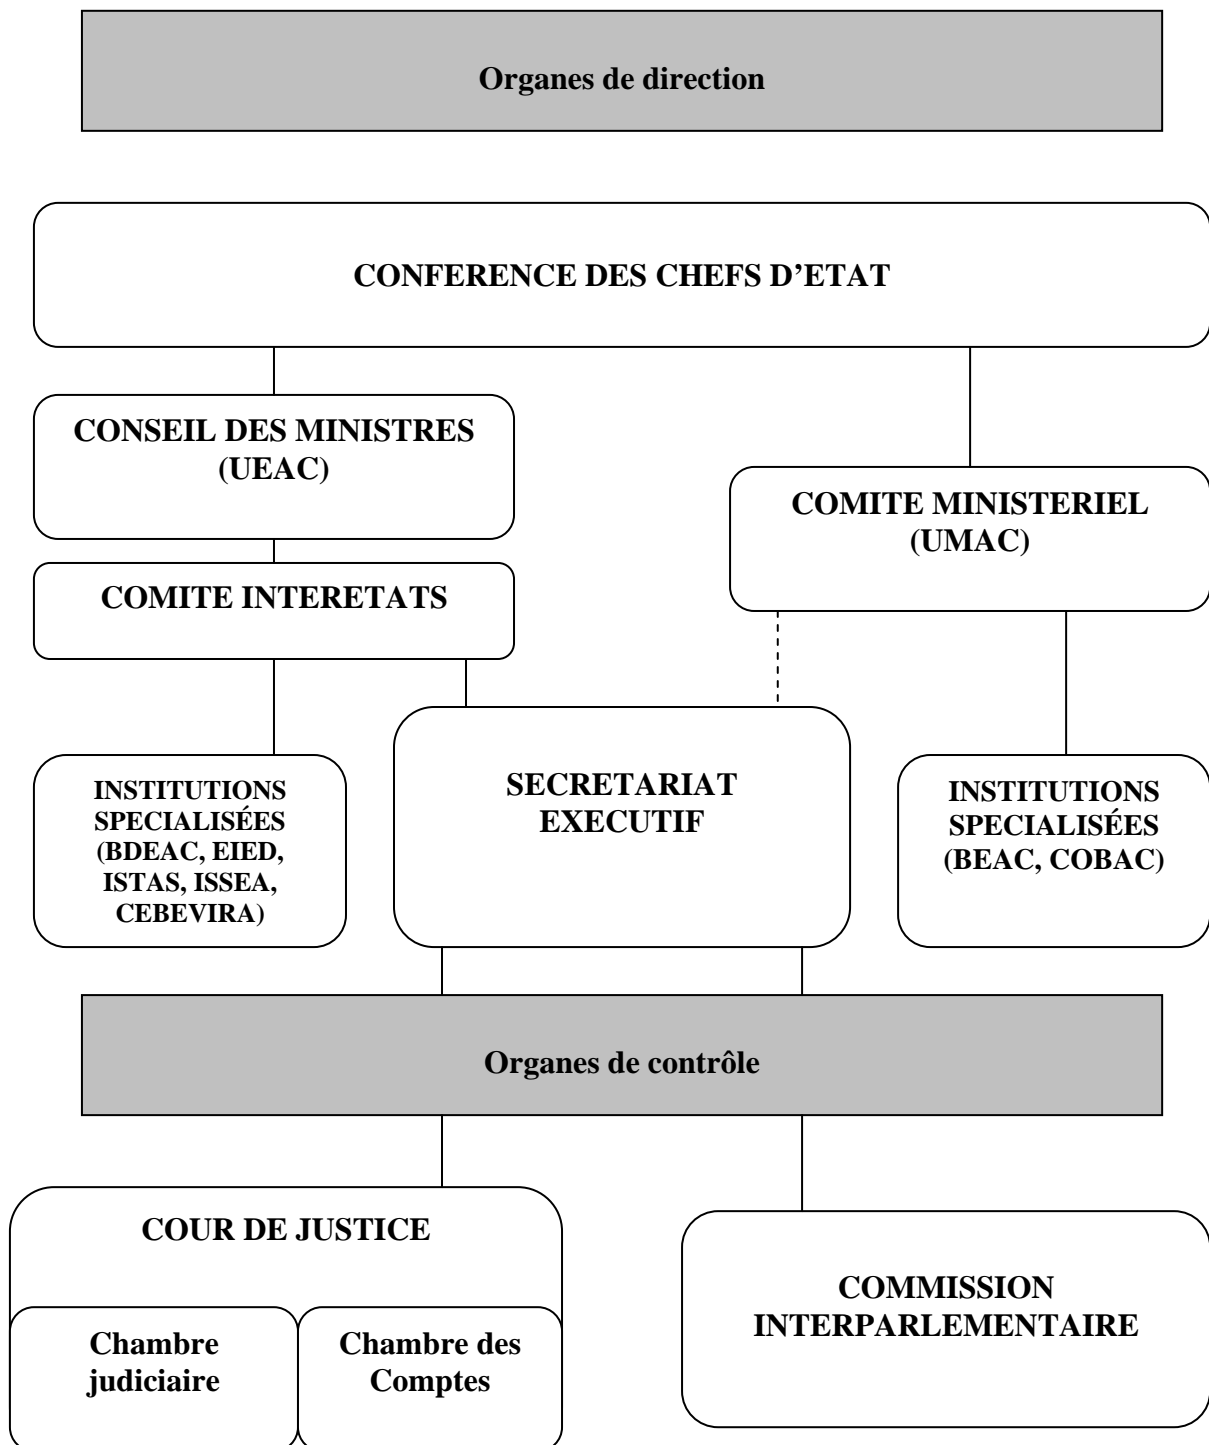 Organes de direction
CONFERENCE DES CHEFS D’ETAT
CONSEIL DES MINISTRES
(UEAC)
COMITE MINISTERIEL
(UMAC)
COMITE INTERETATS
INSTITUTIONS
SPECIALISÉES
(BDEAC, EIED,
ISTAS, ISSEA,
CEBEVIRA)
SECRETARIAT
EXECUTIF
INSTITUTIONS
SPECIALISÉES
(BEAC, COBAC)
Organes de contrôle
COUR DE JUSTICE
Chambre
judiciaire
Chambre des
Comptes
COMMISSION
INTERPARLEMENTAIRE